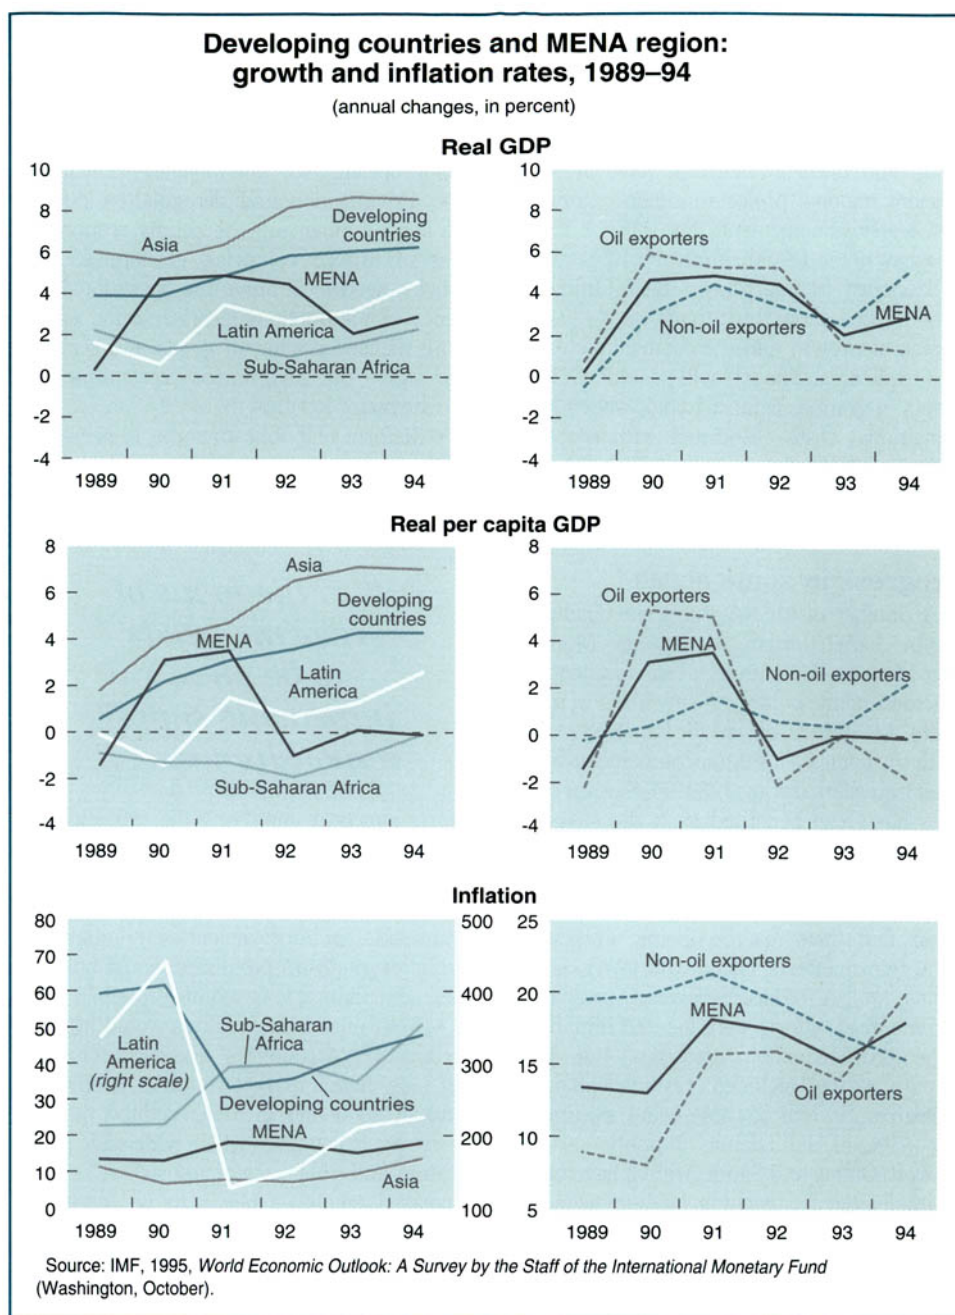 Developing countries and MENA region:
growth and inflation rates, 1989–94
(annual changes, in percent)
Real GDP
10
8
6
4
2
0
-2
-4
Asia
Developing
countries
MENA
Latin America
Sub-Saharan Africa
1989 90 91 92 93 94
10
8
6
4
2
0
-2
-4
Oil exporters
Non-oil exporters
MENA
1989 90 91 92 93 94
Real per capita GDP
8
6
4
2
0
-2
-4
Asia
Developing
countries
MENA
Latin
America
Sub-Saharan Africa
1989 90 91 92 93 94
8
6
4
2
0
-2
-4
Oil exporters
MENA
Non-oil exporters
1989 90 91 92 93 94
Inflation
80
70
60
50
40
30
20
10
0
Latin
America
(right scale)
Sub-Saharan
Africa
Developing countries
MENA
Asia
500
400
300
200
100
1989 90 91 92 93 94
25
20
15
10
5
Non-oil exporters
MENA
Oil exporters
1989 90 91 92 93 94
Source: IMF, 1995, World Economic Outlook: A Survey by the Staff of the International Monetary Fund
(Washington, October).